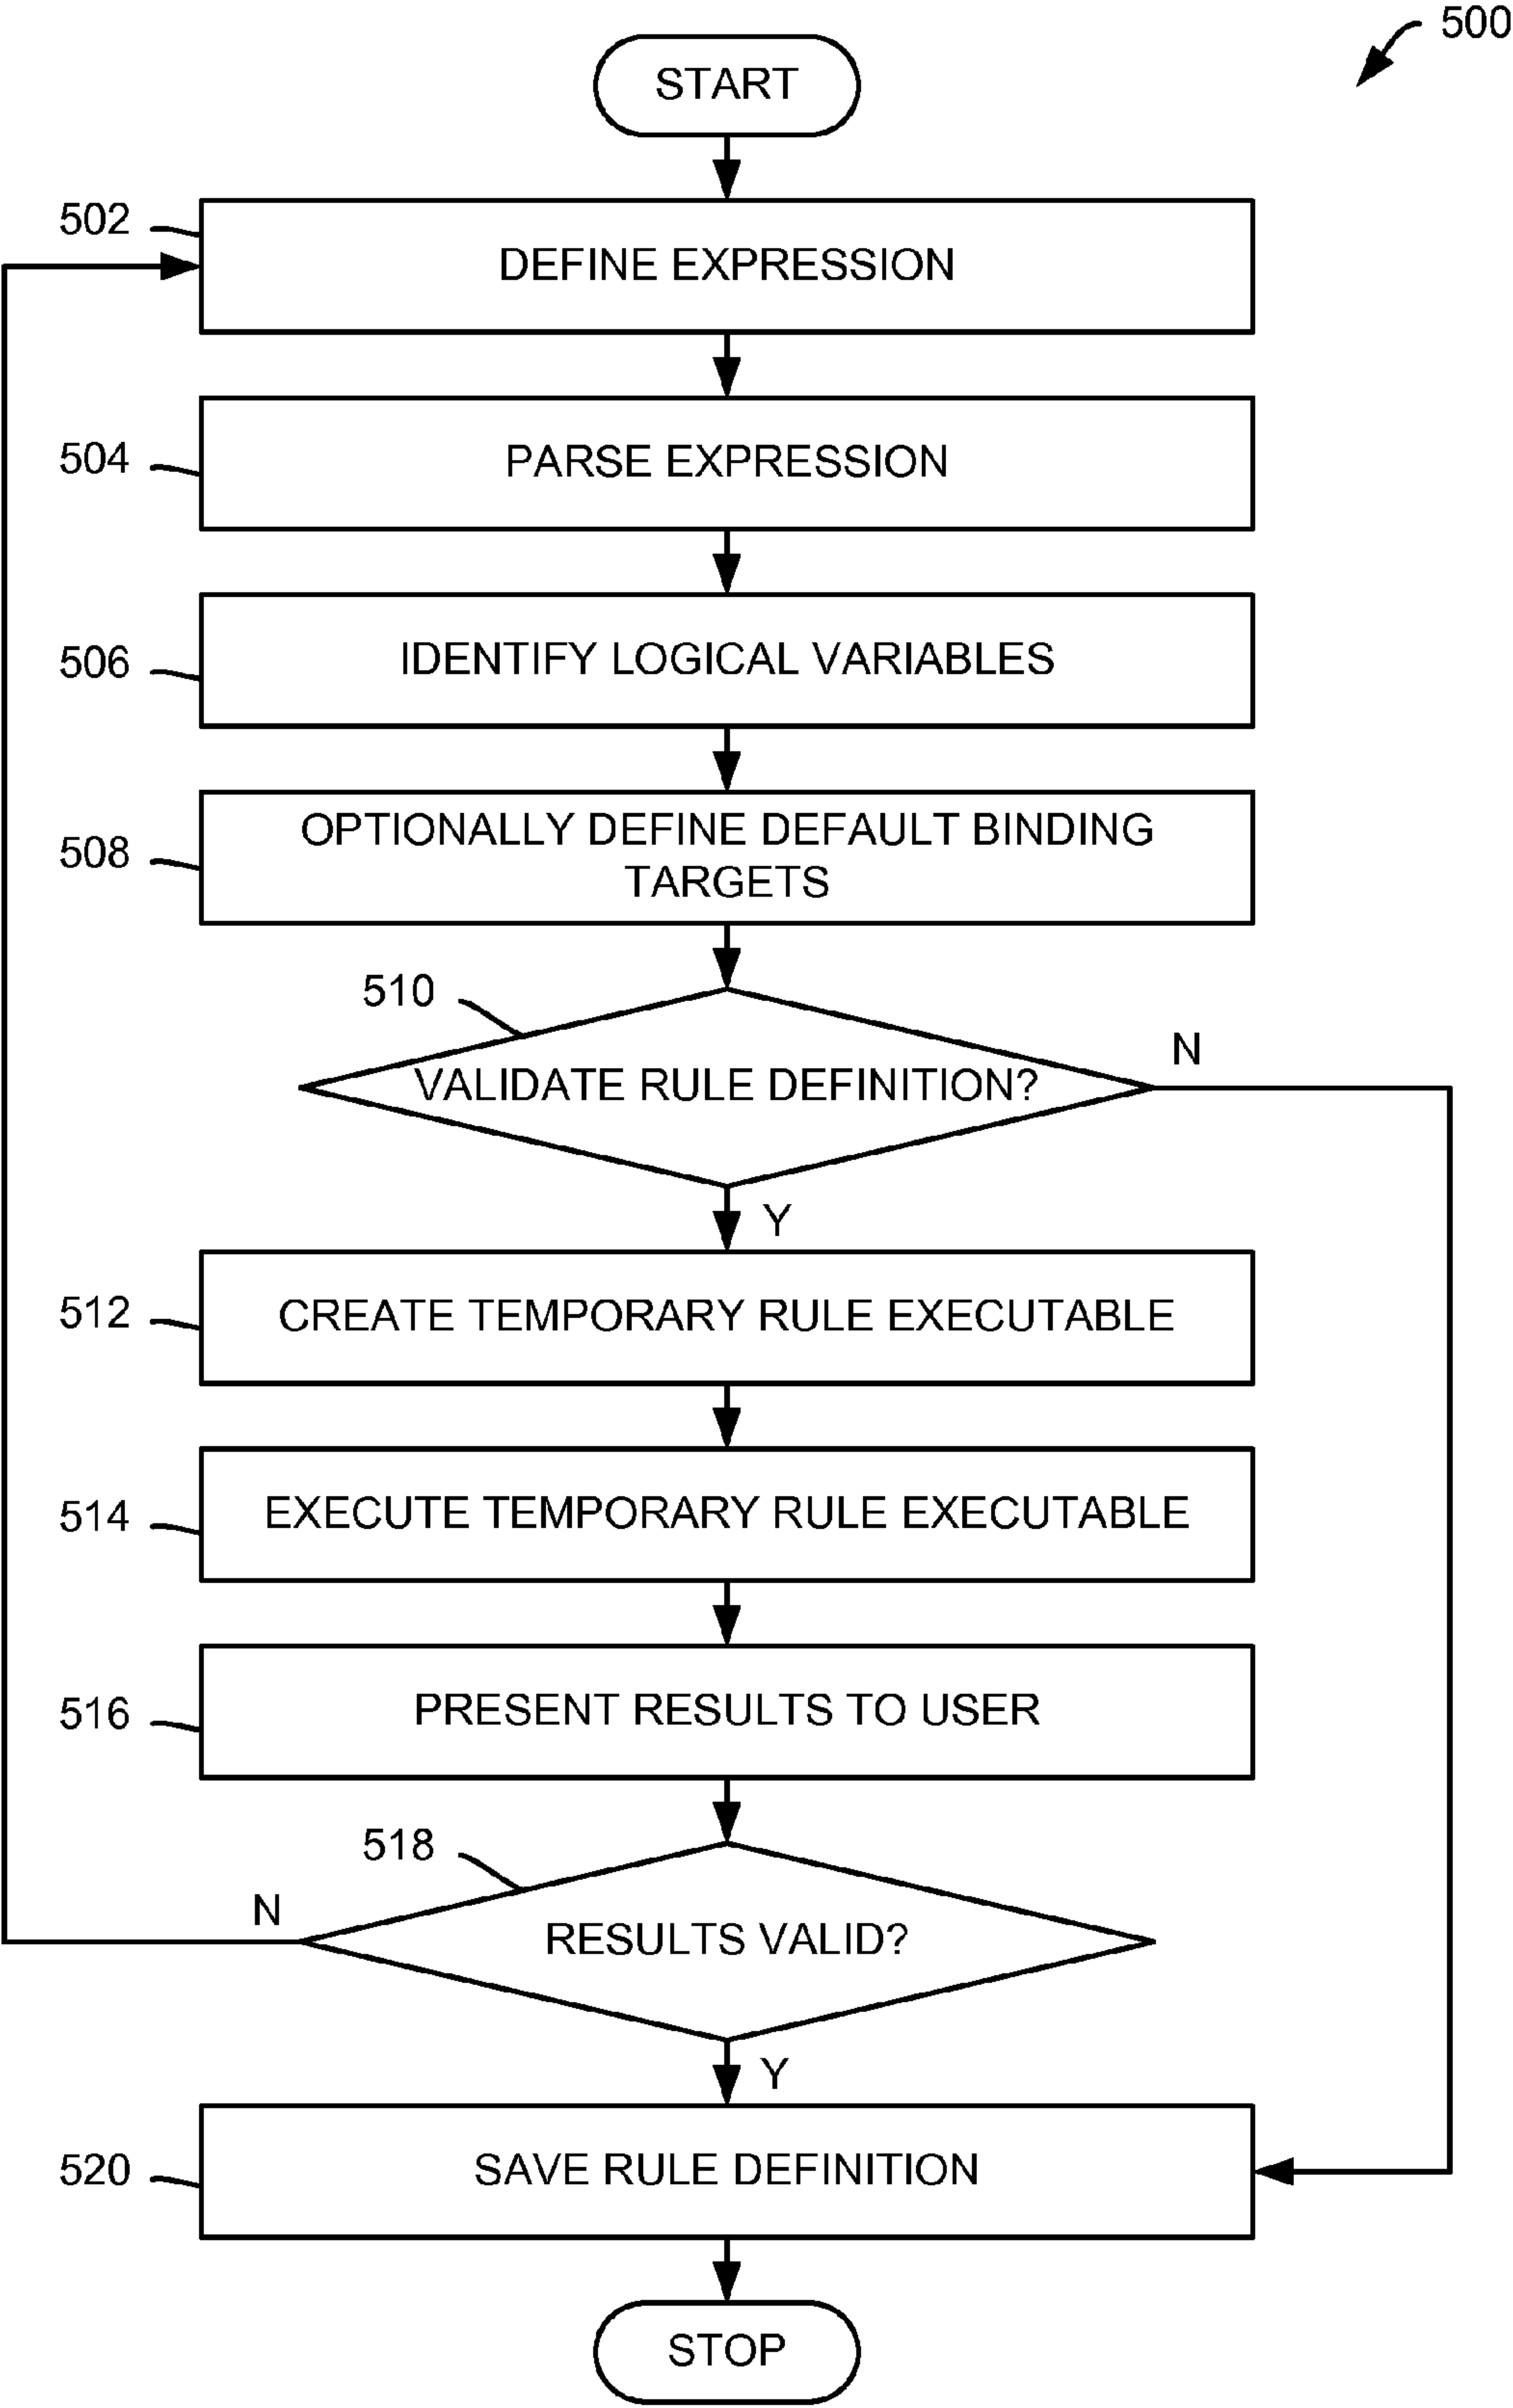 500
START
502
DEFINE EXPRESSION
504
PARSE EXPRESSION
506
IDENTIFY LOGICAL VARIABLES
508
OPTIONALLY DEFINE DEFAULT BINDING
TARGETS
510
VALIDATE RULE DEFINITION?
N
Y
512
CREATE TEMPORARY RULE EXECUTABLE
514
EXECUTE TEMPORARY RULE EXECUTABLE
516
PRESENT RESULTS TO USER
518
N
RESULTS VALID?
Y
520
SAVE RULE DEFINITION
STOP